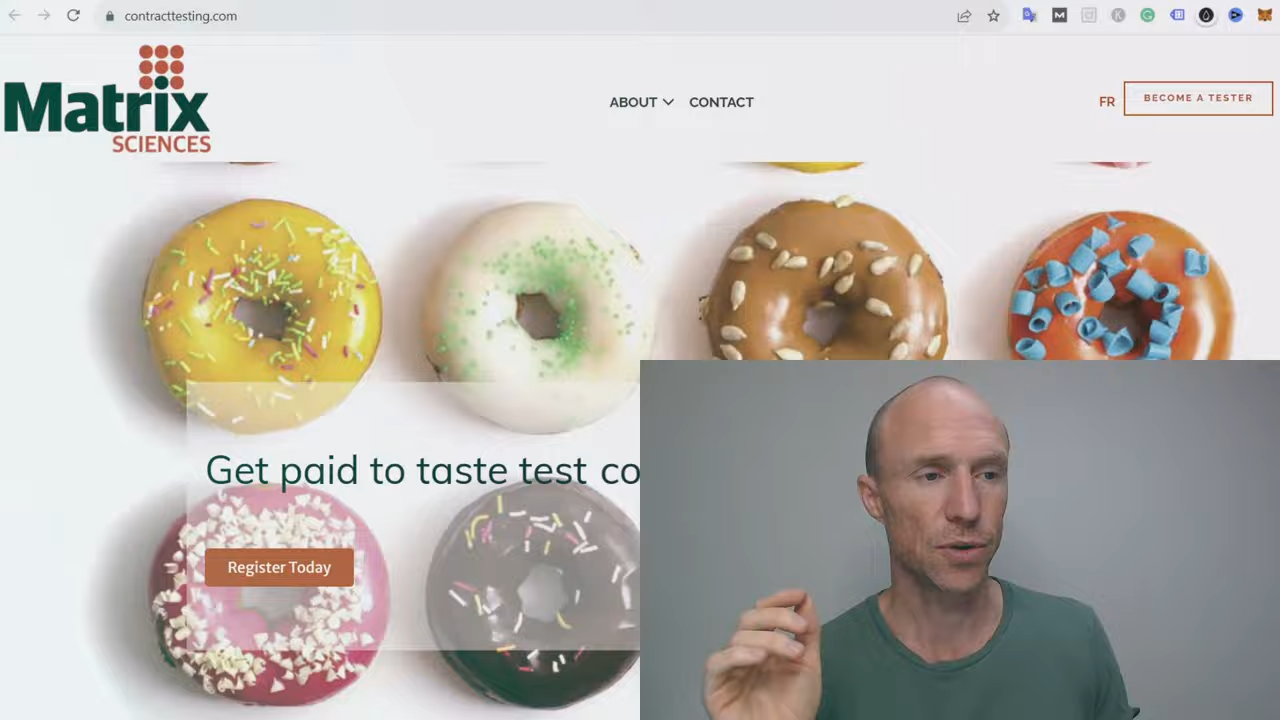 contracttesting.com
Matrix
SCIENCES
ABOUT
CONTACT
FR
BECOME A TESTER
Get paid to taste test co
Register Today